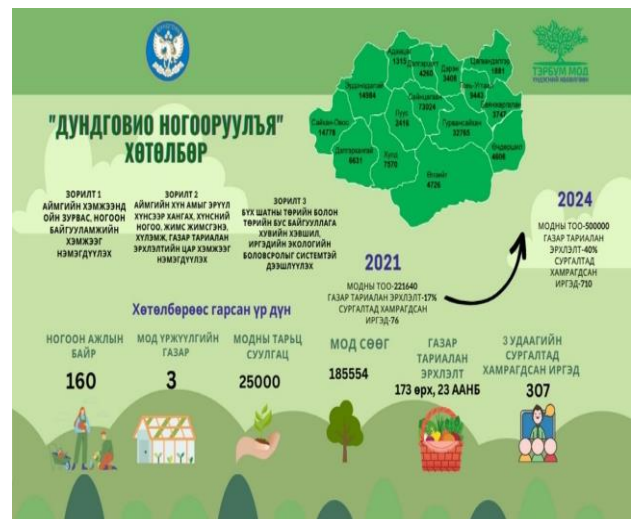 ТЭРБУМ МОД
ҮНДЭСНИЙ ХӨДӨЛГӨӨН
Адаацаг
1315
Дэлгэрцогт
4260
Дэрэн
3408
Цагаандэлгэр
1881
Эрдэнэдалай
14984
Сайнцагаан
73024
Говь-Угтаал
9443
Баянжаргалан
3747
Сайхан-Овоо
14778
Луус
3415
Гурвансайхан
32765
Өндөршил
4606
Дэлгэрхангай
6631
Хулд
7570
Өлзийт
4726
"ДУНДГОВИО НОГООРУУЛЪЯ"
ХӨТӨЛБӨР
ЗОРИЛТ 1
АЙМГИЙН ХЭМЖЭЭНД
ОЙН ЗУРВАС, НОГООН
БАЙГУУЛАМЖИЙН
ХЭМЖЭЭГ
НЭМЭГДҮҮЛЭХ
ЗОРИЛТ 2
АЙМГИЙН ХҮН АМЫГ ЭРҮҮЛ
ХҮНСЭЭР ХАНГАХ, ХҮНСНИЙ
НОГОО, ЖИМС ЖИМСГЭНЭ,
ХҮЛЭМЖ, ГАЗАР ТАРИАЛАН
ЭРХЛЭЛТИЙН ЦАР ХЭМЖЭЭГ
НЭМЭГДҮҮЛЭХ
ЗОРИЛТ 3
БҮХ ШАТНЫ ТӨРИЙН БОЛОН
ТӨРИЙН БУС БАЙГУУЛЛАГА
ХУВИЙН ХЭВШИЛ,
ИРГЭДИЙН ЭКОЛОГИЙН
БОЛОВСРОЛЫГ СИСТЕМТЭЙ
ДЭЭШЛҮҮЛЭХ
2021
МОДНЫ ТОО-221640
ГАЗАР ТАРИАЛАН ЭРХЛЭЛТ-17%
СУРГАЛТАД ХАМРАГДСАН
ИРГЭД-76
2024
МОДНЫ ТОО-500000
ГАЗАР ТАРИАЛАН
ЭРХЛЭЛТ-40%
СУРГАЛТАД
ХАМРАГДСАН
ИРГЭД-710
Хөтөлбөрөөс гарсан үр дүн
НОГООН АЖЛЫН
БАЙР
160
МОД ҮРЖҮҮЛГИЙН
ГАЗАР
3
МОДНЫ ТАРЬЦ
СУУЛГАЦ
25000
МОД СӨӨГ
185554
ГАЗАР
ТАРИАЛАН
ЭРХЛЭЛТ
173 өрх, 23 ААНБ
3 УДААГИЙН
СУРГАЛТАД
ХАМРАГДСАН ИРГЭД
307